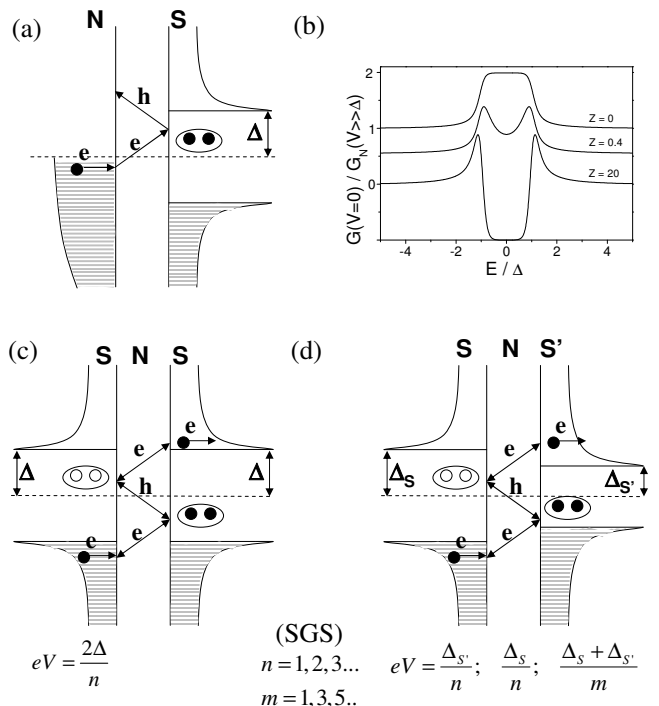 (a)
N S
h
e
e
Δ
(b)
G(V=0) / G_N(V>>Δ)
2
1
0
Z = 0
Z = 0.4
Z = 20
-4 -2 0 2 4
E / Δ
(c)
S N S
e
e
Δ
h
Δ
e
e
eV = 2Δ/n
(d)
S N S'
e
e
Δ_S
h
Δ_S'
e
e
(SGS)
n = 1,2,3...
m = 1,3,5..
eV = Δ_S'/n ; Δ_S/n ; (Δ_S + Δ_S')/m